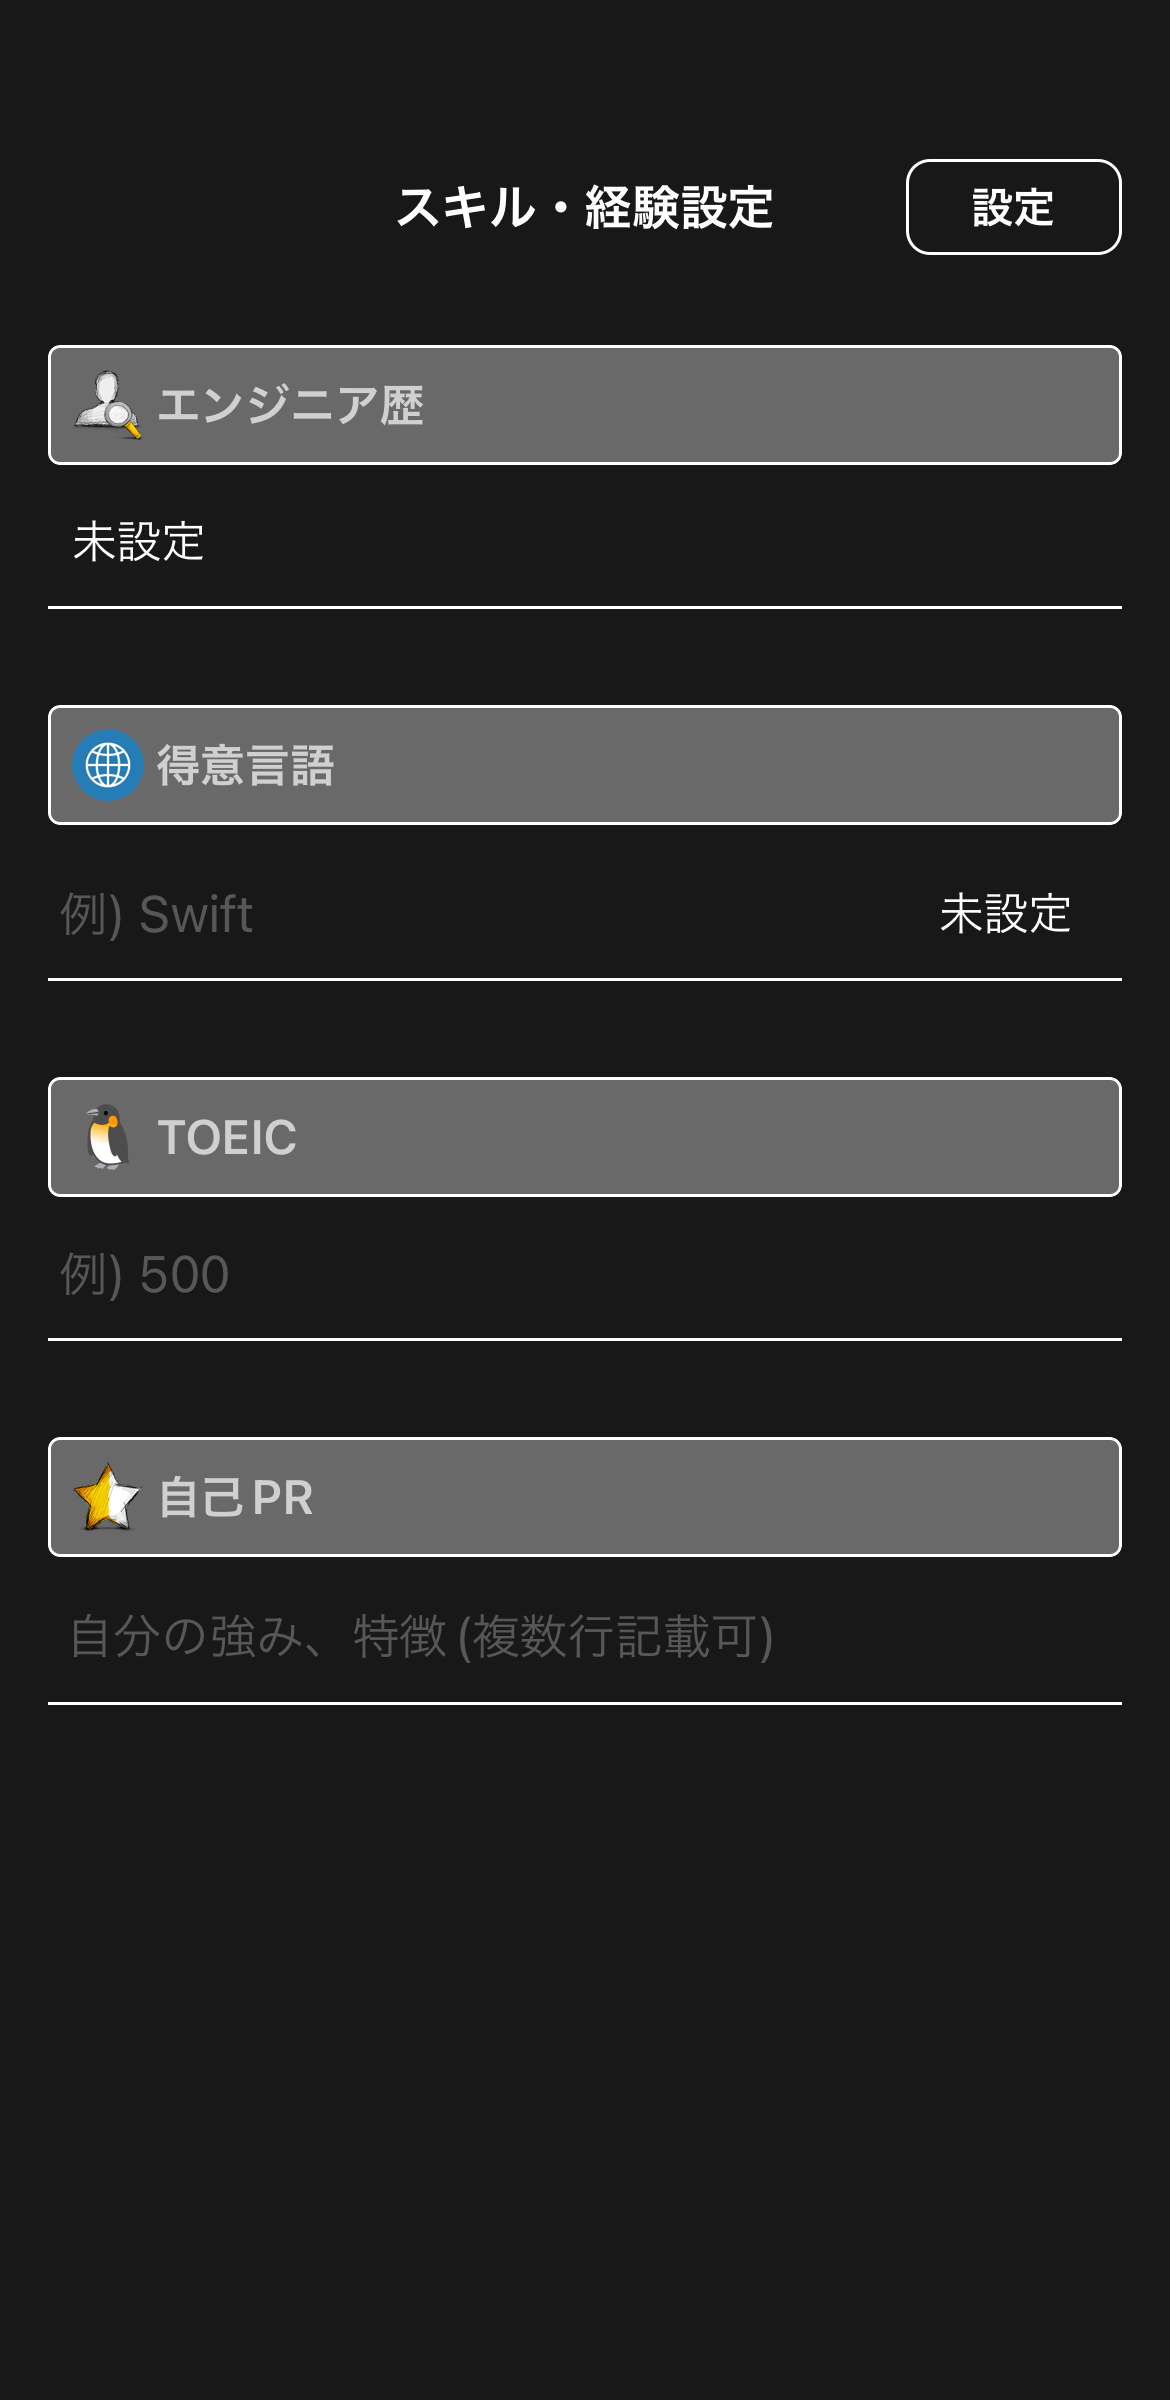 スキル・経験設定
設定
エンジニア歴
未設定
得意言語
例) Swift
未設定
TOEIC
例) 500
自己PR
自分の強み、特徴 (複数行記載可)